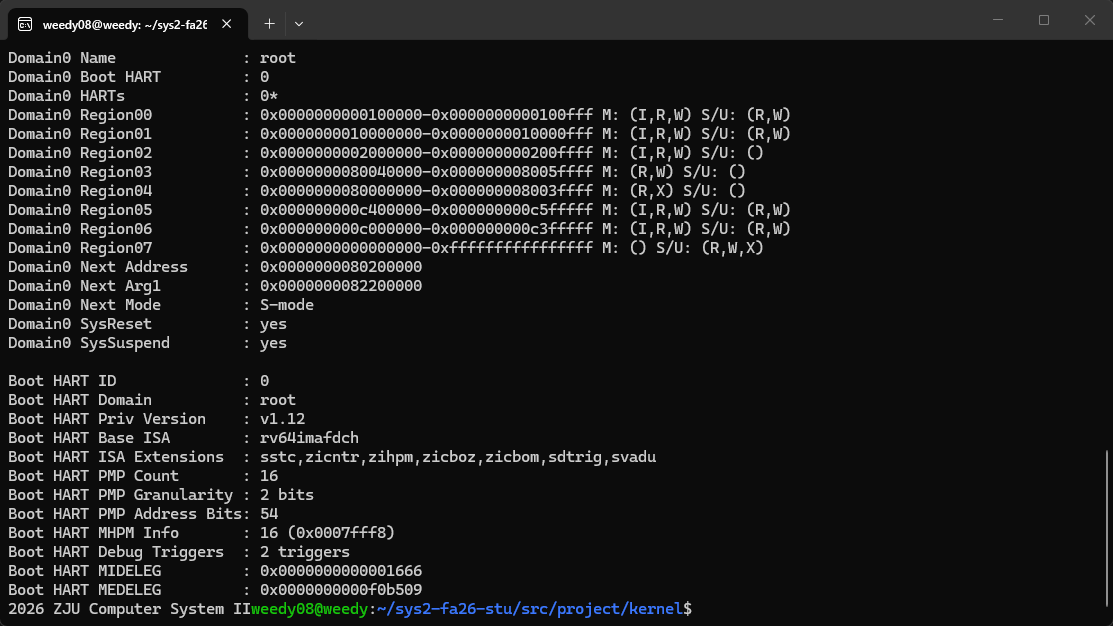 weedy08@weedy: ~/sys2-fa26
Domain0 Name              : root
Domain0 Boot HART         : 0
Domain0 HARTs             : 0*
Domain0 Region00          : 0x0000000000100000-0x0000000000100fff M: (I,R,W) S/U: (R,W)
Domain0 Region01          : 0x0000000010000000-0x0000000010000fff M: (I,R,W) S/U: (R,W)
Domain0 Region02          : 0x0000000002000000-0x000000000200ffff M: (I,R,W) S/U: ()
Domain0 Region03          : 0x0000000080040000-0x000000008005ffff M: (R,W) S/U: ()
Domain0 Region04          : 0x0000000080000000-0x000000008003ffff M: (R,X) S/U: ()
Domain0 Region05          : 0x000000000c400000-0x000000000c5fffff M: (I,R,W) S/U: (R,W)
Domain0 Region06          : 0x000000000c000000-0x000000000c3fffff M: (I,R,W) S/U: (R,W)
Domain0 Region07          : 0x0000000000000000-0xffffffffffffffff M: () S/U: (R,W,X)
Domain0 Next Address      : 0x0000000080200000
Domain0 Next Arg1         : 0x0000000082200000
Domain0 Next Mode         : S-mode
Domain0 SysReset          : yes
Domain0 SysSuspend        : yes
Boot HART ID              : 0
Boot HART Domain          : root
Boot HART Priv Version    : v1.12
Boot HART Base ISA        : rv64imafdch
Boot HART ISA Extensions  : sstc,zicntr,zihpm,zicboz,zicbom,sdtrig,svadu
Boot HART PMP Count       : 16
Boot HART PMP Granularity : 2 bits
Boot HART PMP Address Bits: 54
Boot HART MHPM Info       : 16 (0x0007fff8)
Boot HART Debug Triggers  : 2 triggers
Boot HART MIDELEG         : 0x0000000000001666
Boot HART MEDELEG         : 0x0000000000f0b509
2026 ZJU Computer System IIweedy08@weedy:~/sys2-fa26-stu/src/project/kernel$